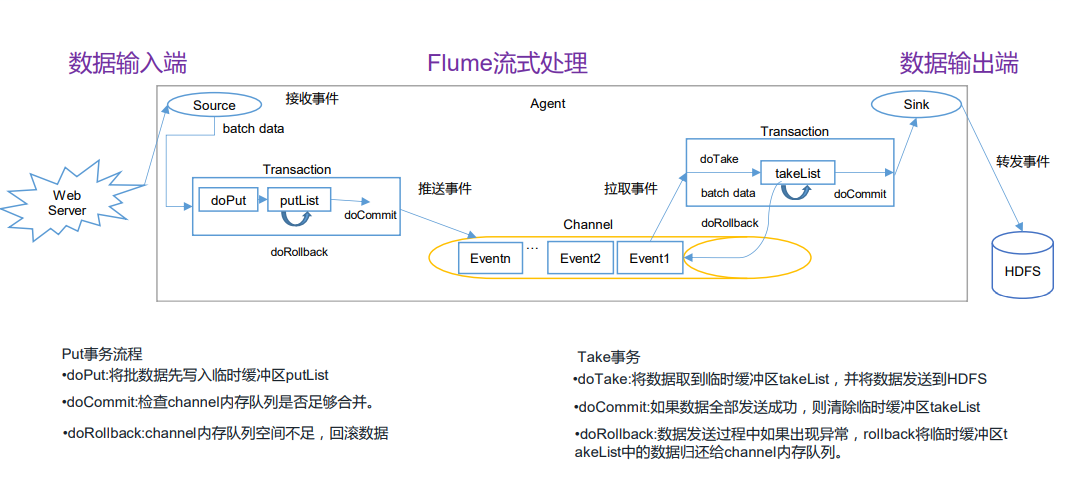 数据输入端
Flume流式处理
数据输出端
Source
接收事件
Agent
Sink
batch data
Transaction
转发事件
Web
Server
Transaction
doTake
takeList
batch data
doCommit
doPut
putList
doCommit
推送事件
拉取事件
doRollback
doRollback
Channel
Eventn
...
Event2
Event1
HDFS
Put事务流程
•doPut:将批数据先写入临时缓冲区putList
•doCommit:检查channel内存队列是否足够合并。
•doRollback:channel内存队列空间不足，回滚数据
Take事务
•doTake:将数据取到临时缓冲区takeList，并将数据发送到HDFS
•doCommit:如果数据全部发送成功，则清除临时缓冲区takeList
•doRollback:数据发送过程中如果出现异常，rollback将临时缓冲区t
akeList中的数据归还给channel内存队列。